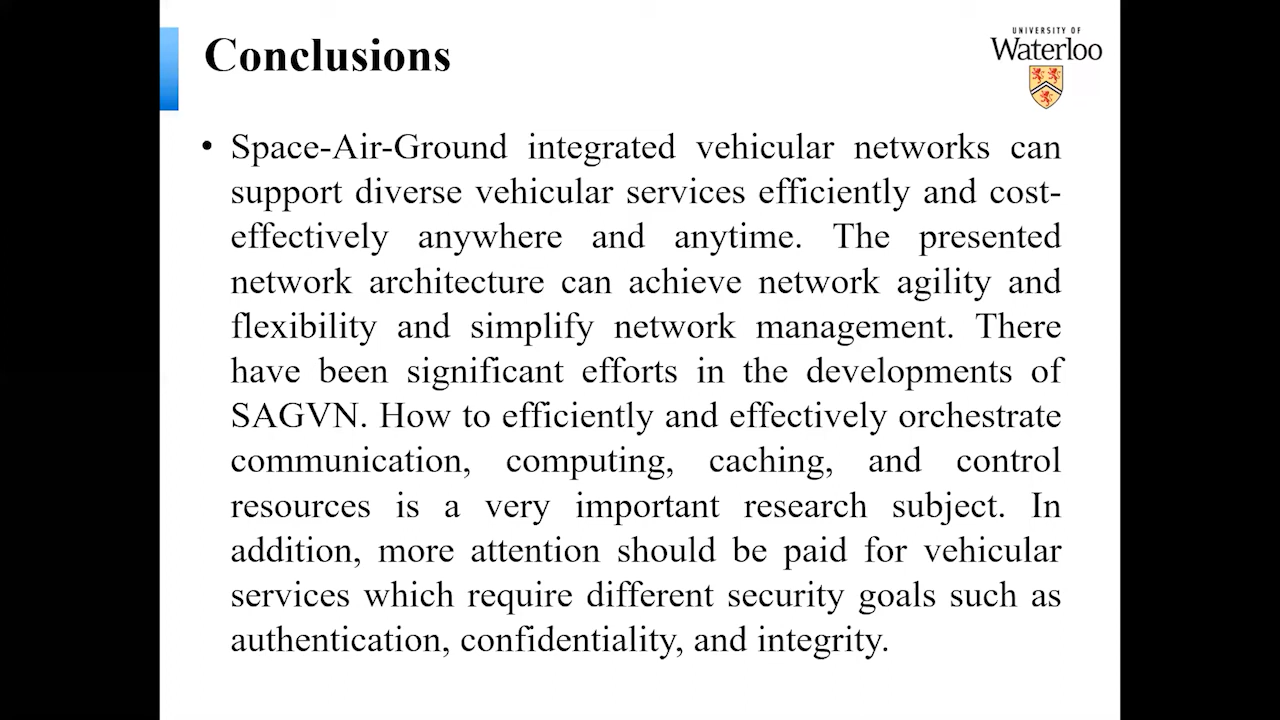 Conclusions
UNIVERSITY OF
Waterloo
• Space-Air-Ground integrated vehicular networks can
support diverse vehicular services efficiently and cost-
effectively anywhere and anytime. The presented
network architecture can achieve network agility and
flexibility and simplify network management. There
have been significant efforts in the developments of
SAGVN. How to efficiently and effectively orchestrate
communication, computing, caching, and control
resources is a very important research subject. In
addition, more attention should be paid for vehicular
services which require different security goals such as
authentication, confidentiality, and integrity.